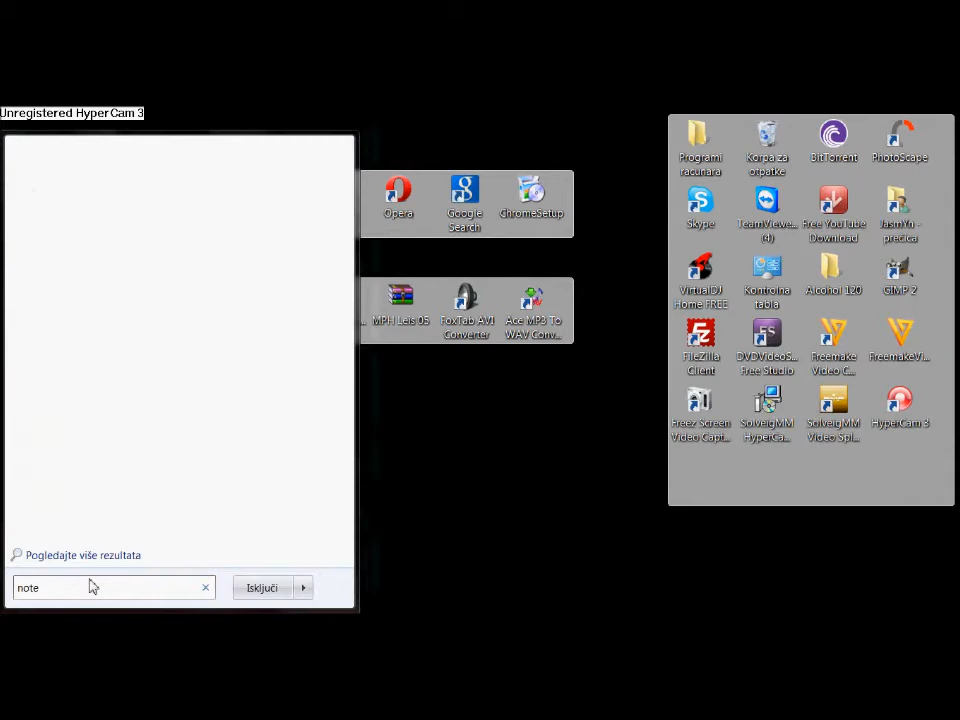 Unregistered HyperCam 3
Opera
Google
Search
ChromeSetup
MPH Leis 05
FoxTab AVI
Converter
Ace MP3 To
WAV Conv...
Programi
racunara
Korpa za
otpatke
BitTorrent
PhotoScape
Skype
TeamViewe...
(4)
Free YouTube
Download
JasmYn -
precica
VirtualDJ
Home FREE
Kontrolna
tabla
Alcohol 120
GIMP 2
FileZilla
Client
DVDVideoS...
Free Studio
Freemake
Video C...
FreemakeVi...
Freez Screen
Video Capt...
SolveigMM
HyperCa...
SolveigMM
Video Spl...
HyperCam 3
Pogledajte više rezultata
note
Isključi